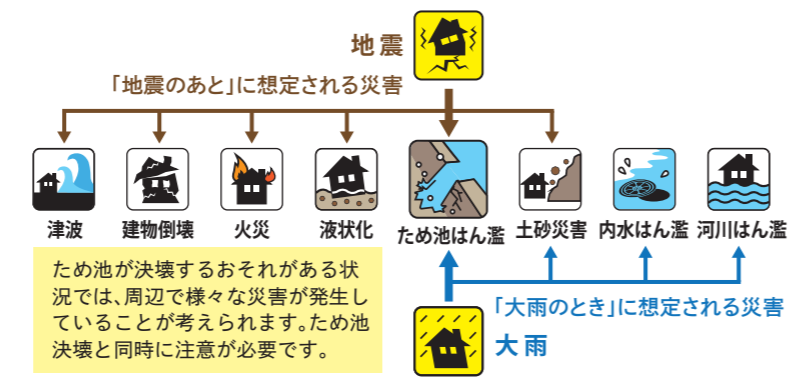 地震
「地震のあと」に想定される災害
津波
建物倒壊
火災
液状化
ため池はん濫
土砂災害
内水はん濫
河川はん濫
ため池が決壊するおそれがある状
況では、周辺で様々な災害が発生し
ていることが考えられます。ため池
決壊と同時に注意が必要です。
「大雨のとき」に想定される災害
大雨